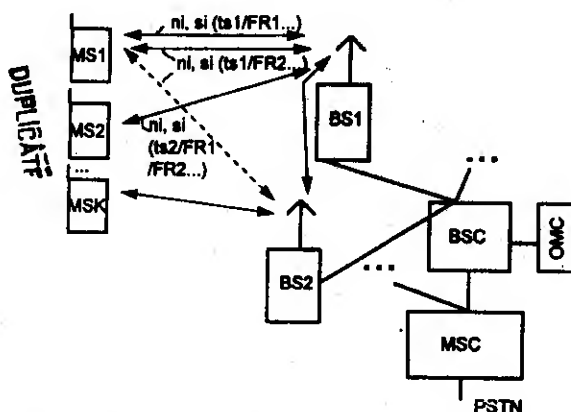 ni, si (ts1/FR1...)
MS1
ni, si (ts1/FR2...)
DUPLICATE
MS2
ni, si
(ts2/FR1
/FR2...)
BS1
...
MSK
...
BSC
OMC
BS2
...
MSC
PSTN